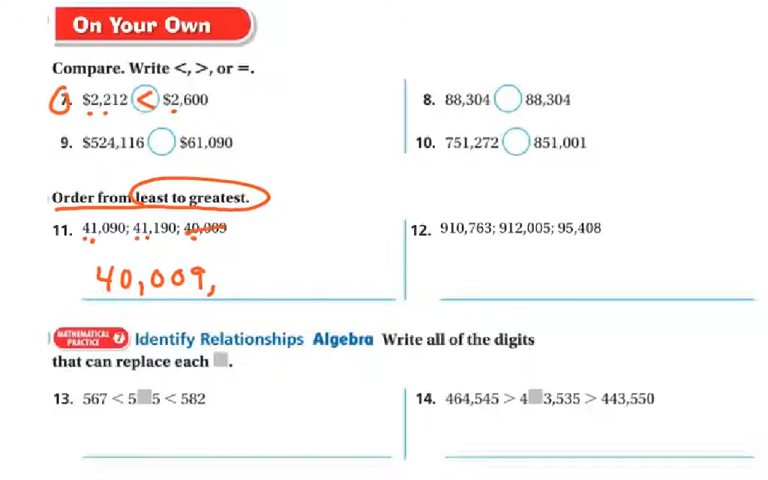 On Your Own
Compare. Write <, >, or =.
7. $2,212 < $2,600
8. 88,304 88,304
9. $524,116 $61,090
10. 751,272 851,001
Order from least to greatest.
11. 41,090; 41,190; 40,009
12. 910,763; 912,005; 95,408
40,009,
MATHEMATICAL PRACTICE 7 Identify Relationships Algebra Write all of the digits
that can replace each ■.
13. 567 < 5■5 < 582
14. 464,545 > 4■3,535 > 443,550